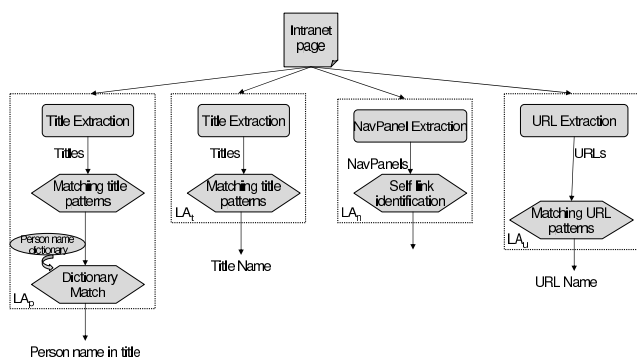 Intranet
page
Title Extraction
Titles
Matching title
patterns
Person name
dictionary
Dictionary
Match
LAp
Person name in title
Title Extraction
Titles
Matching title
patterns
LAt
Title Name
NavPanel Extraction
NavPanels
Self link
identification
LAn
URL Extraction
URLs
Matching URL
patterns
LAu
URL Name